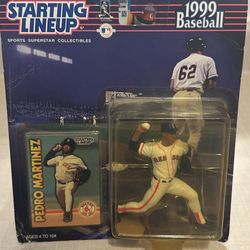 STARTING
LINEUP
1999
Baseball
SPORTS SUPERSTAR COLLECTIBLES
62
PEDRO MARTINEZ
AGES 4 TO 104